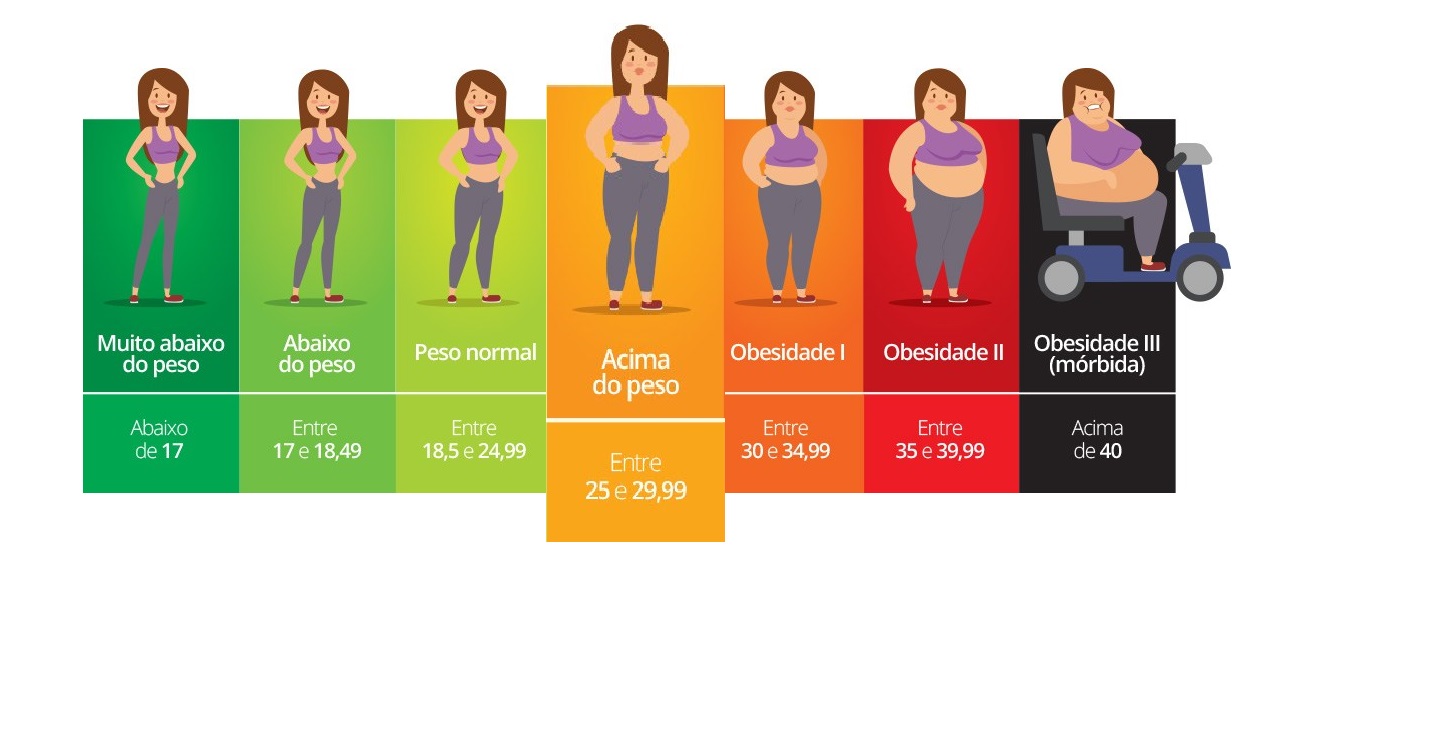 Muito abaixo
do peso
Abaixo
de 17
Abaixo
do peso
Entre
17 e 18,49
Peso normal
Entre
18,5 e 24,99
Acima
do peso
Entre
25 e 29,99
Obesidade I
Entre
30 e 34,99
Obesidade II
Entre
35 e 39,99
Obesidade III
(mórbida)
Acima
de 40